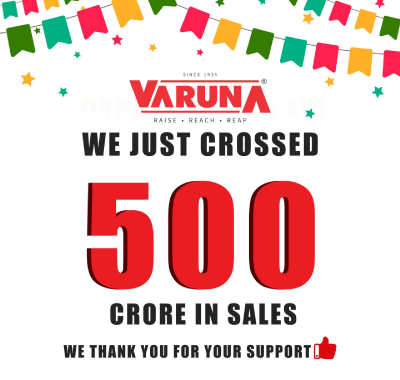 SINCE 1935
VARUNA®
RAISE • REACH • REAP
WE JUST CROSSED
500
CRORE IN SALES
WE THANK YOU FOR YOUR SUPPORT